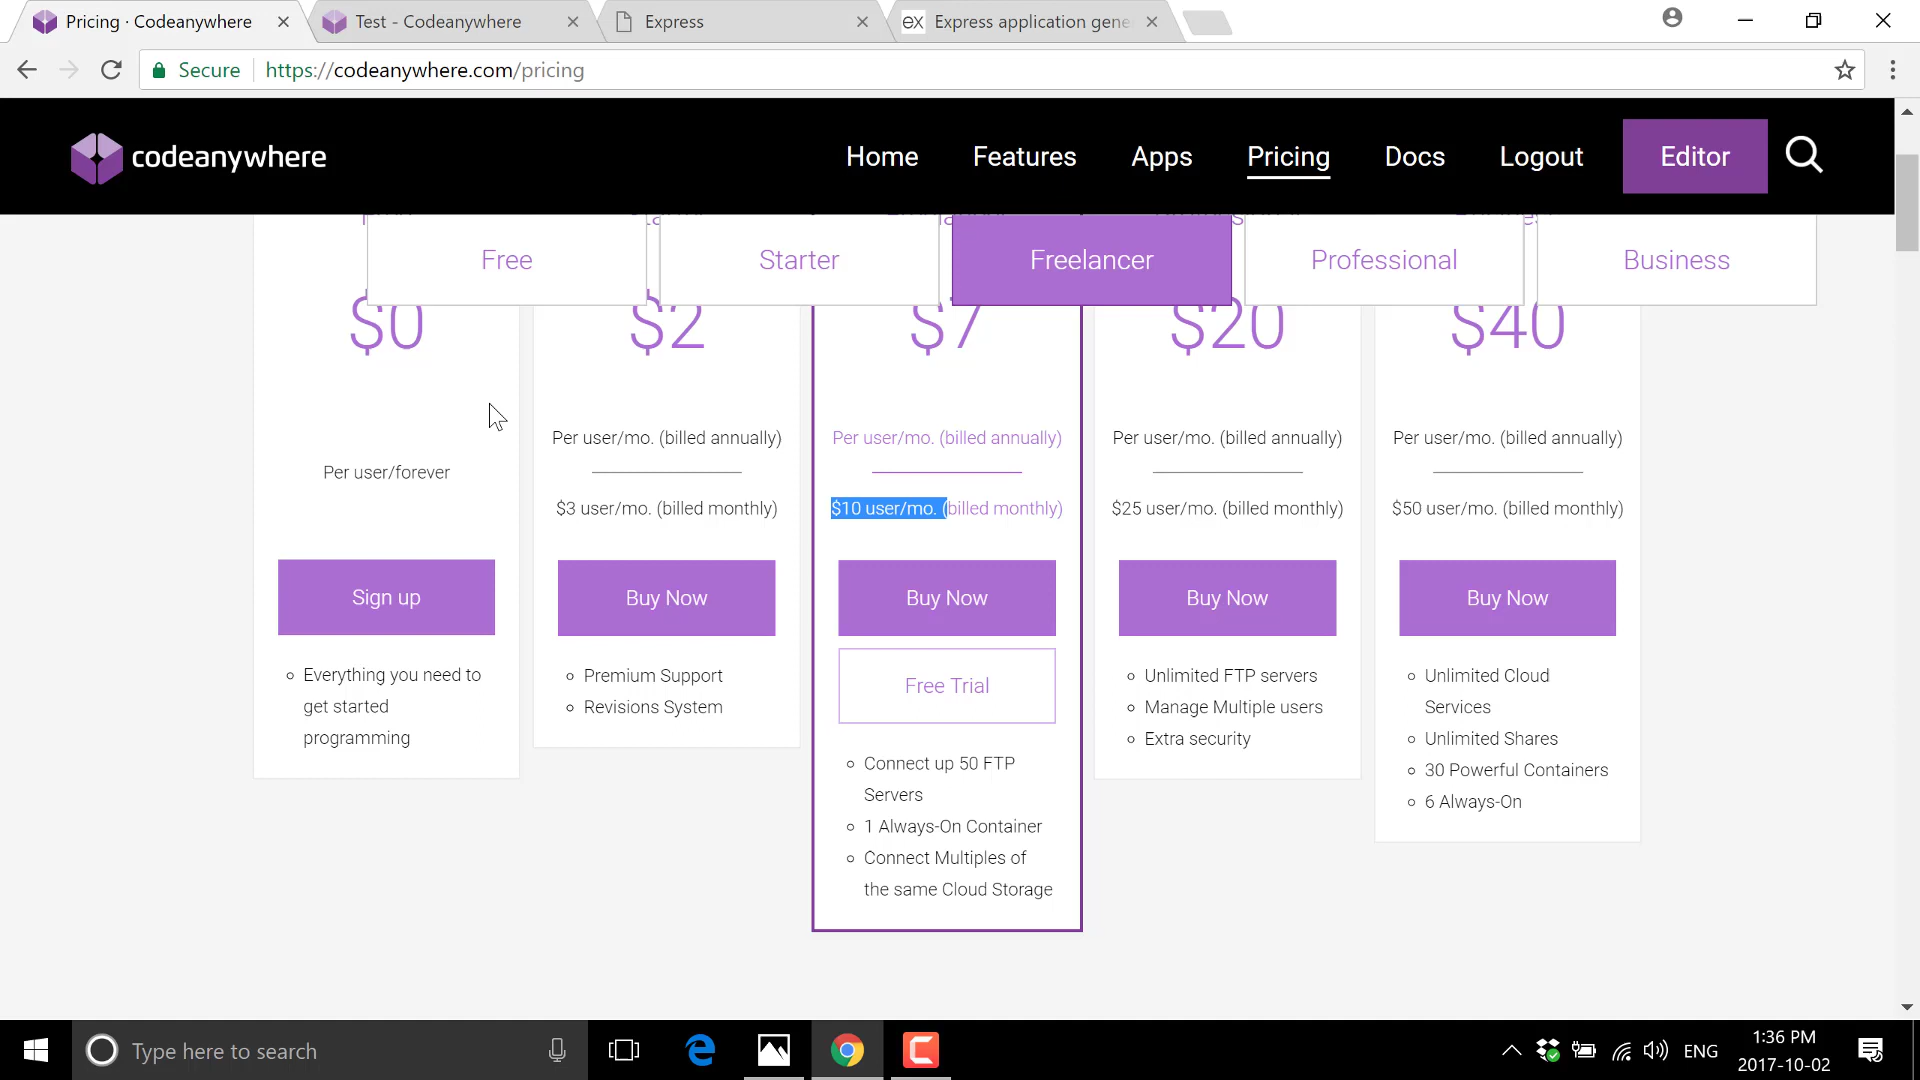 Pricing · Codeanywhere
Test - Codeanywhere
Express
ex Express application gene
Secure https://codeanywhere.com/pricing
codeanywhere
Home Features Apps Pricing Docs Logout Editor
Free Starter Freelancer Professional Business
$0
Per user/forever
Sign up
Everything you need to
get started
programming
$2
Per user/mo. (billed annually)
$3 user/mo. (billed monthly)
Buy Now
Premium Support
Revisions System
$7
Per user/mo. (billed annually)
$10 user/mo. (billed monthly)
Buy Now
Free Trial
Connect up 50 FTP
Servers
1 Always-On Container
Connect Multiples of
the same Cloud Storage
$20
Per user/mo. (billed annually)
$25 user/mo. (billed monthly)
Buy Now
Unlimited FTP servers
Manage Multiple users
Extra security
$40
Per user/mo. (billed annually)
$50 user/mo. (billed monthly)
Buy Now
Unlimited Cloud
Services
Unlimited Shares
30 Powerful Containers
6 Always-On
Type here to search
ENG
1:36 PM
2017-10-02